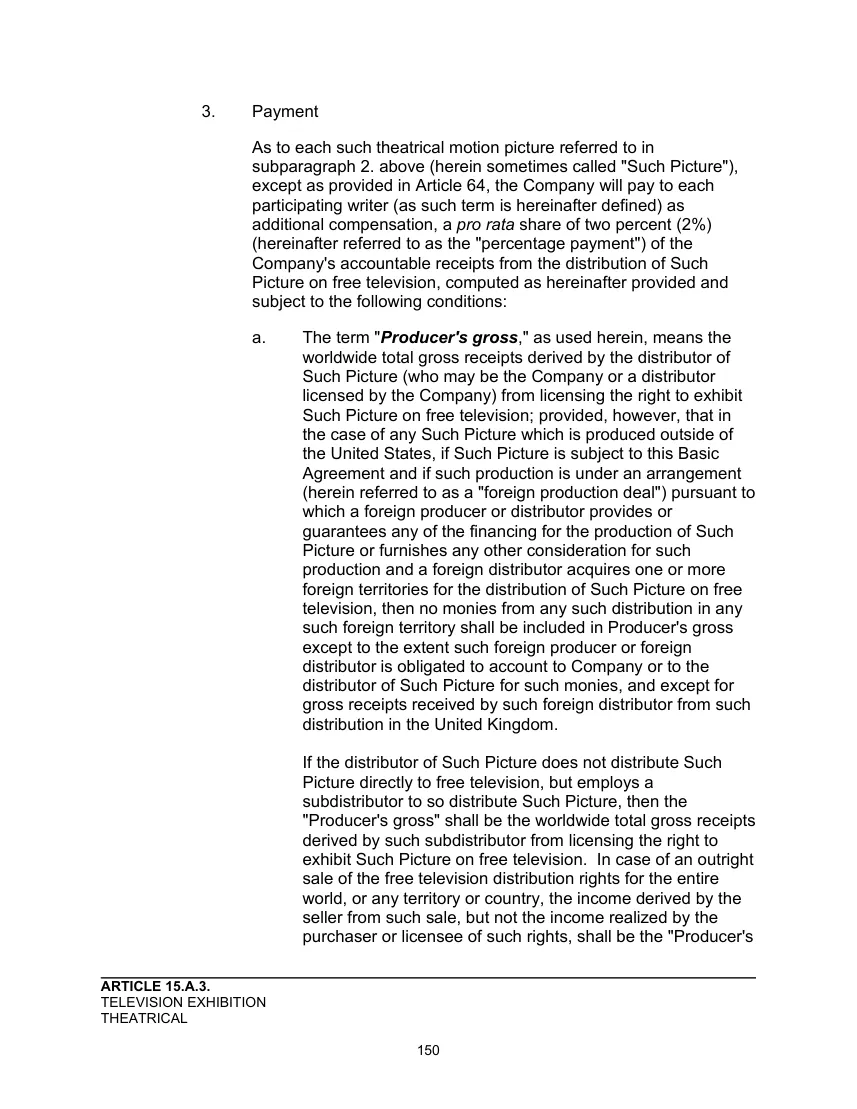 3. Payment
As to each such theatrical motion picture referred to in
subparagraph 2. above (herein sometimes called "Such Picture"),
except as provided in Article 64, the Company will pay to each
participating writer (as such term is hereinafter defined) as
additional compensation, a pro rata share of two percent (2%)
(hereinafter referred to as the "percentage payment") of the
Company's accountable receipts from the distribution of Such
Picture on free television, computed as hereinafter provided and
subject to the following conditions:
a. The term "Producer's gross," as used herein, means the
worldwide total gross receipts derived by the distributor of
Such Picture (who may be the Company or a distributor
licensed by the Company) from licensing the right to exhibit
Such Picture on free television; provided, however, that in
the case of any Such Picture which is produced outside of
the United States, if Such Picture is subject to this Basic
Agreement and if such production is under an arrangement
(herein referred to as a "foreign production deal") pursuant to
which a foreign producer or distributor provides or
guarantees any of the financing for the production of Such
Picture or furnishes any other consideration for such
production and a foreign distributor acquires one or more
foreign territories for the distribution of Such Picture on free
television, then no monies from any such distribution in any
such foreign territory shall be included in Producer's gross
except to the extent such foreign producer or foreign
distributor is obligated to account to Company or to the
distributor of Such Picture for such monies, and except for
gross receipts received by such foreign distributor from such
distribution in the United Kingdom.
If the distributor of Such Picture does not distribute Such
Picture directly to free television, but employs a
subdistributor to so distribute Such Picture, then the
"Producer's gross" shall be the worldwide total gross receipts
derived by such subdistributor from licensing the right to
exhibit Such Picture on free television.  In case of an outright
sale of the free television distribution rights for the entire
world, or any territory or country, the income derived by the
seller from such sale, but not the income realized by the
purchaser or licensee of such rights, shall be the "Producer's
ARTICLE 15.A.3.
TELEVISION EXHIBITION
THEATRICAL
150